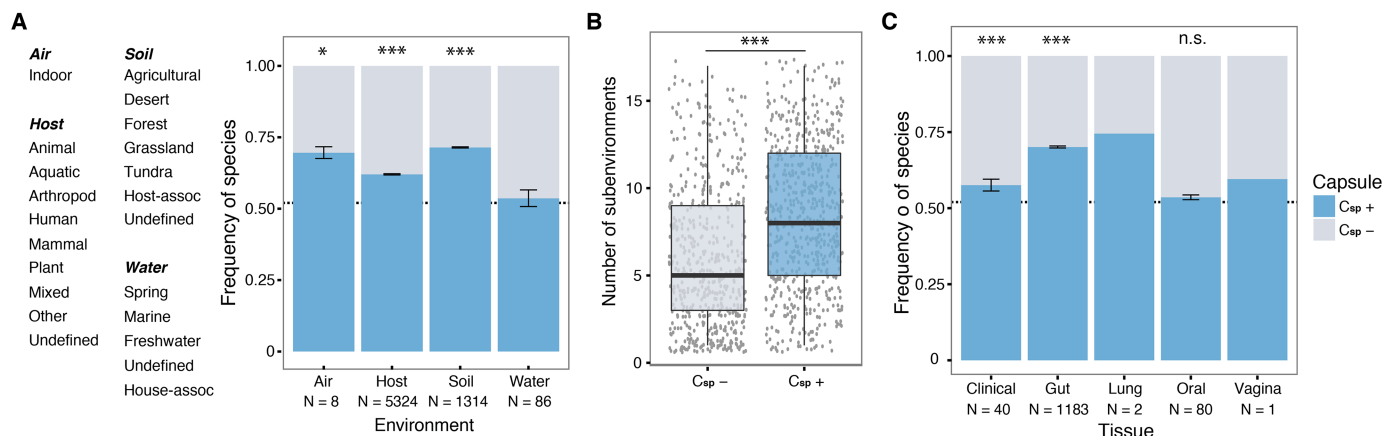 A
Air
Indoor
Host
Animal
Aquatic
Arthropod
Human
Mammal
Plant
Mixed
Other
Undefined
Soil
Agricultural
Desert
Forest
Grassland
Tundra
Host-assoc
Undefined
Water
Spring
Marine
Freshwater
Undefined
House-assoc
Frequency of species
1.00
0.75
0.50
0.25
0
* *** ***
Air Host Soil Water
N = 8 N = 5324 N = 1314 N = 86
Environment
B
Number of subenvironments
15
10
5
0
***
Csp – Csp +
C
Frequency o of species
1.00
0.75
0.50
0.25
0
*** *** n.s.
Clinical Gut Lung Oral Vagina
N = 40 N = 1183 N = 2 N = 80 N = 1
Tissue
Capsule
Csp +
Csp –